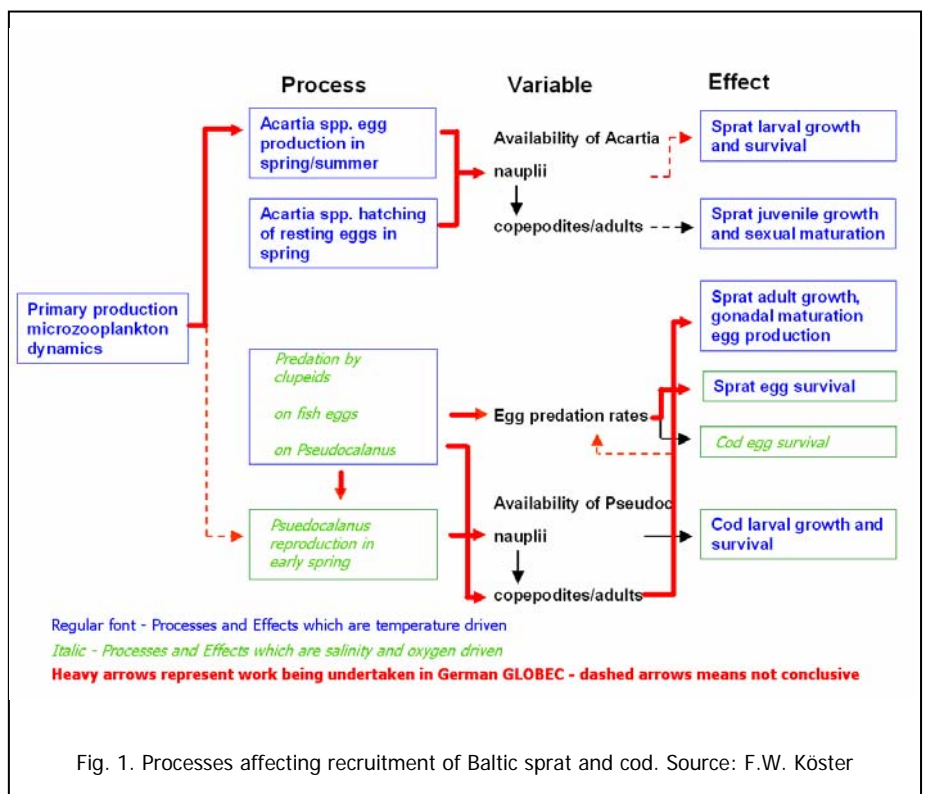 Process
Variable
Effect
Acartia spp. egg
production in
spring/summer
Availability of Acartia
nauplii
copepodites/adults
Sprat larval growth
and survival
Acartia spp. hatching
of resting eggs in
spring
Sprat juvenile growth
and sexual maturation
Primary production
microzooplankton
dynamics
Sprat adult growth,
gonadal maturation
egg production
Predation by
clupeids
on fish eggs
on Pseudocalanus
Egg predation rates
Sprat egg survival
Cod egg survival
Psuedocalanus
reproduction in
early spring
Availability of Pseudoc
nauplii
copepodites/adults
Cod larval growth and
survival
Regular font - Processes and Effects which are temperature driven
Italic - Processes and Effects which are salinity and oxygen driven
Heavy arrows represent work being undertaken in German GLOBEC - dashed arrows means not conclusive
Fig. 1. Processes affecting recruitment of Baltic sprat and cod. Source: F.W. Köster